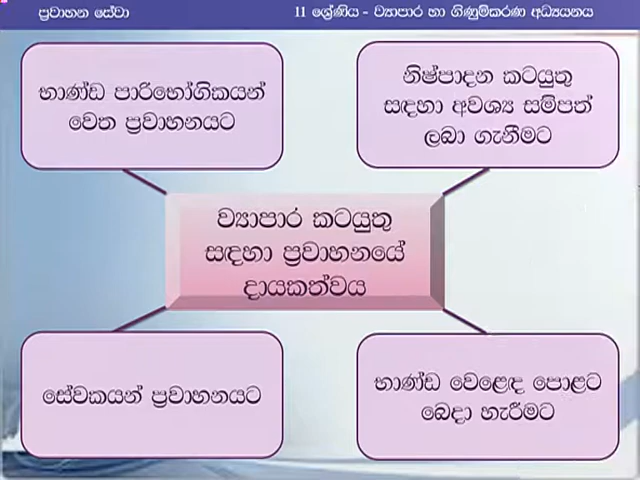 ප්‍රවාහන සේවා
11 ශ්‍රේණිය - ව්‍යාපාර හා ගිණුම්කරණ අධ්‍යයනය
භාණ්ඩ පාරිභෝගිකයන්
වෙත ප්‍රවාහනයට
නිෂ්පාදන කටයුතු
සඳහා අවශ්‍ය සම්පත්
ලබා ගැනීමට
ව්‍යාපාර කටයුතු
සඳහා ප්‍රවාහනයේ
දායකත්වය
සේවකයන් ප්‍රවාහනයට
භාණ්ඩ වෙළෙඳ පොළට
බෙදා හැරීමට